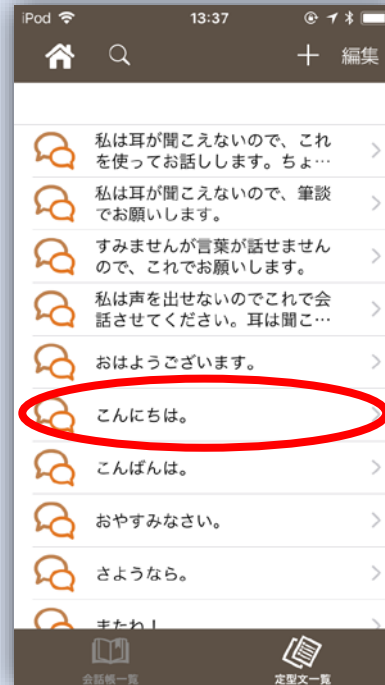 iPod 13:37
編集
私は耳が聞こえないので、これ
を使ってお話しします。ちょ…
私は耳が聞こえないので、筆談
でお願いします。
すみませんが言葉が話せません
ので、これでお願いします。
私は声を出せないのでこれで会
話させてください。耳は聞こ…
おはようございます。
こんにちは。
こんばんは。
おやすみなさい。
さようなら。
またね！
会話帳一覧 定型文一覧